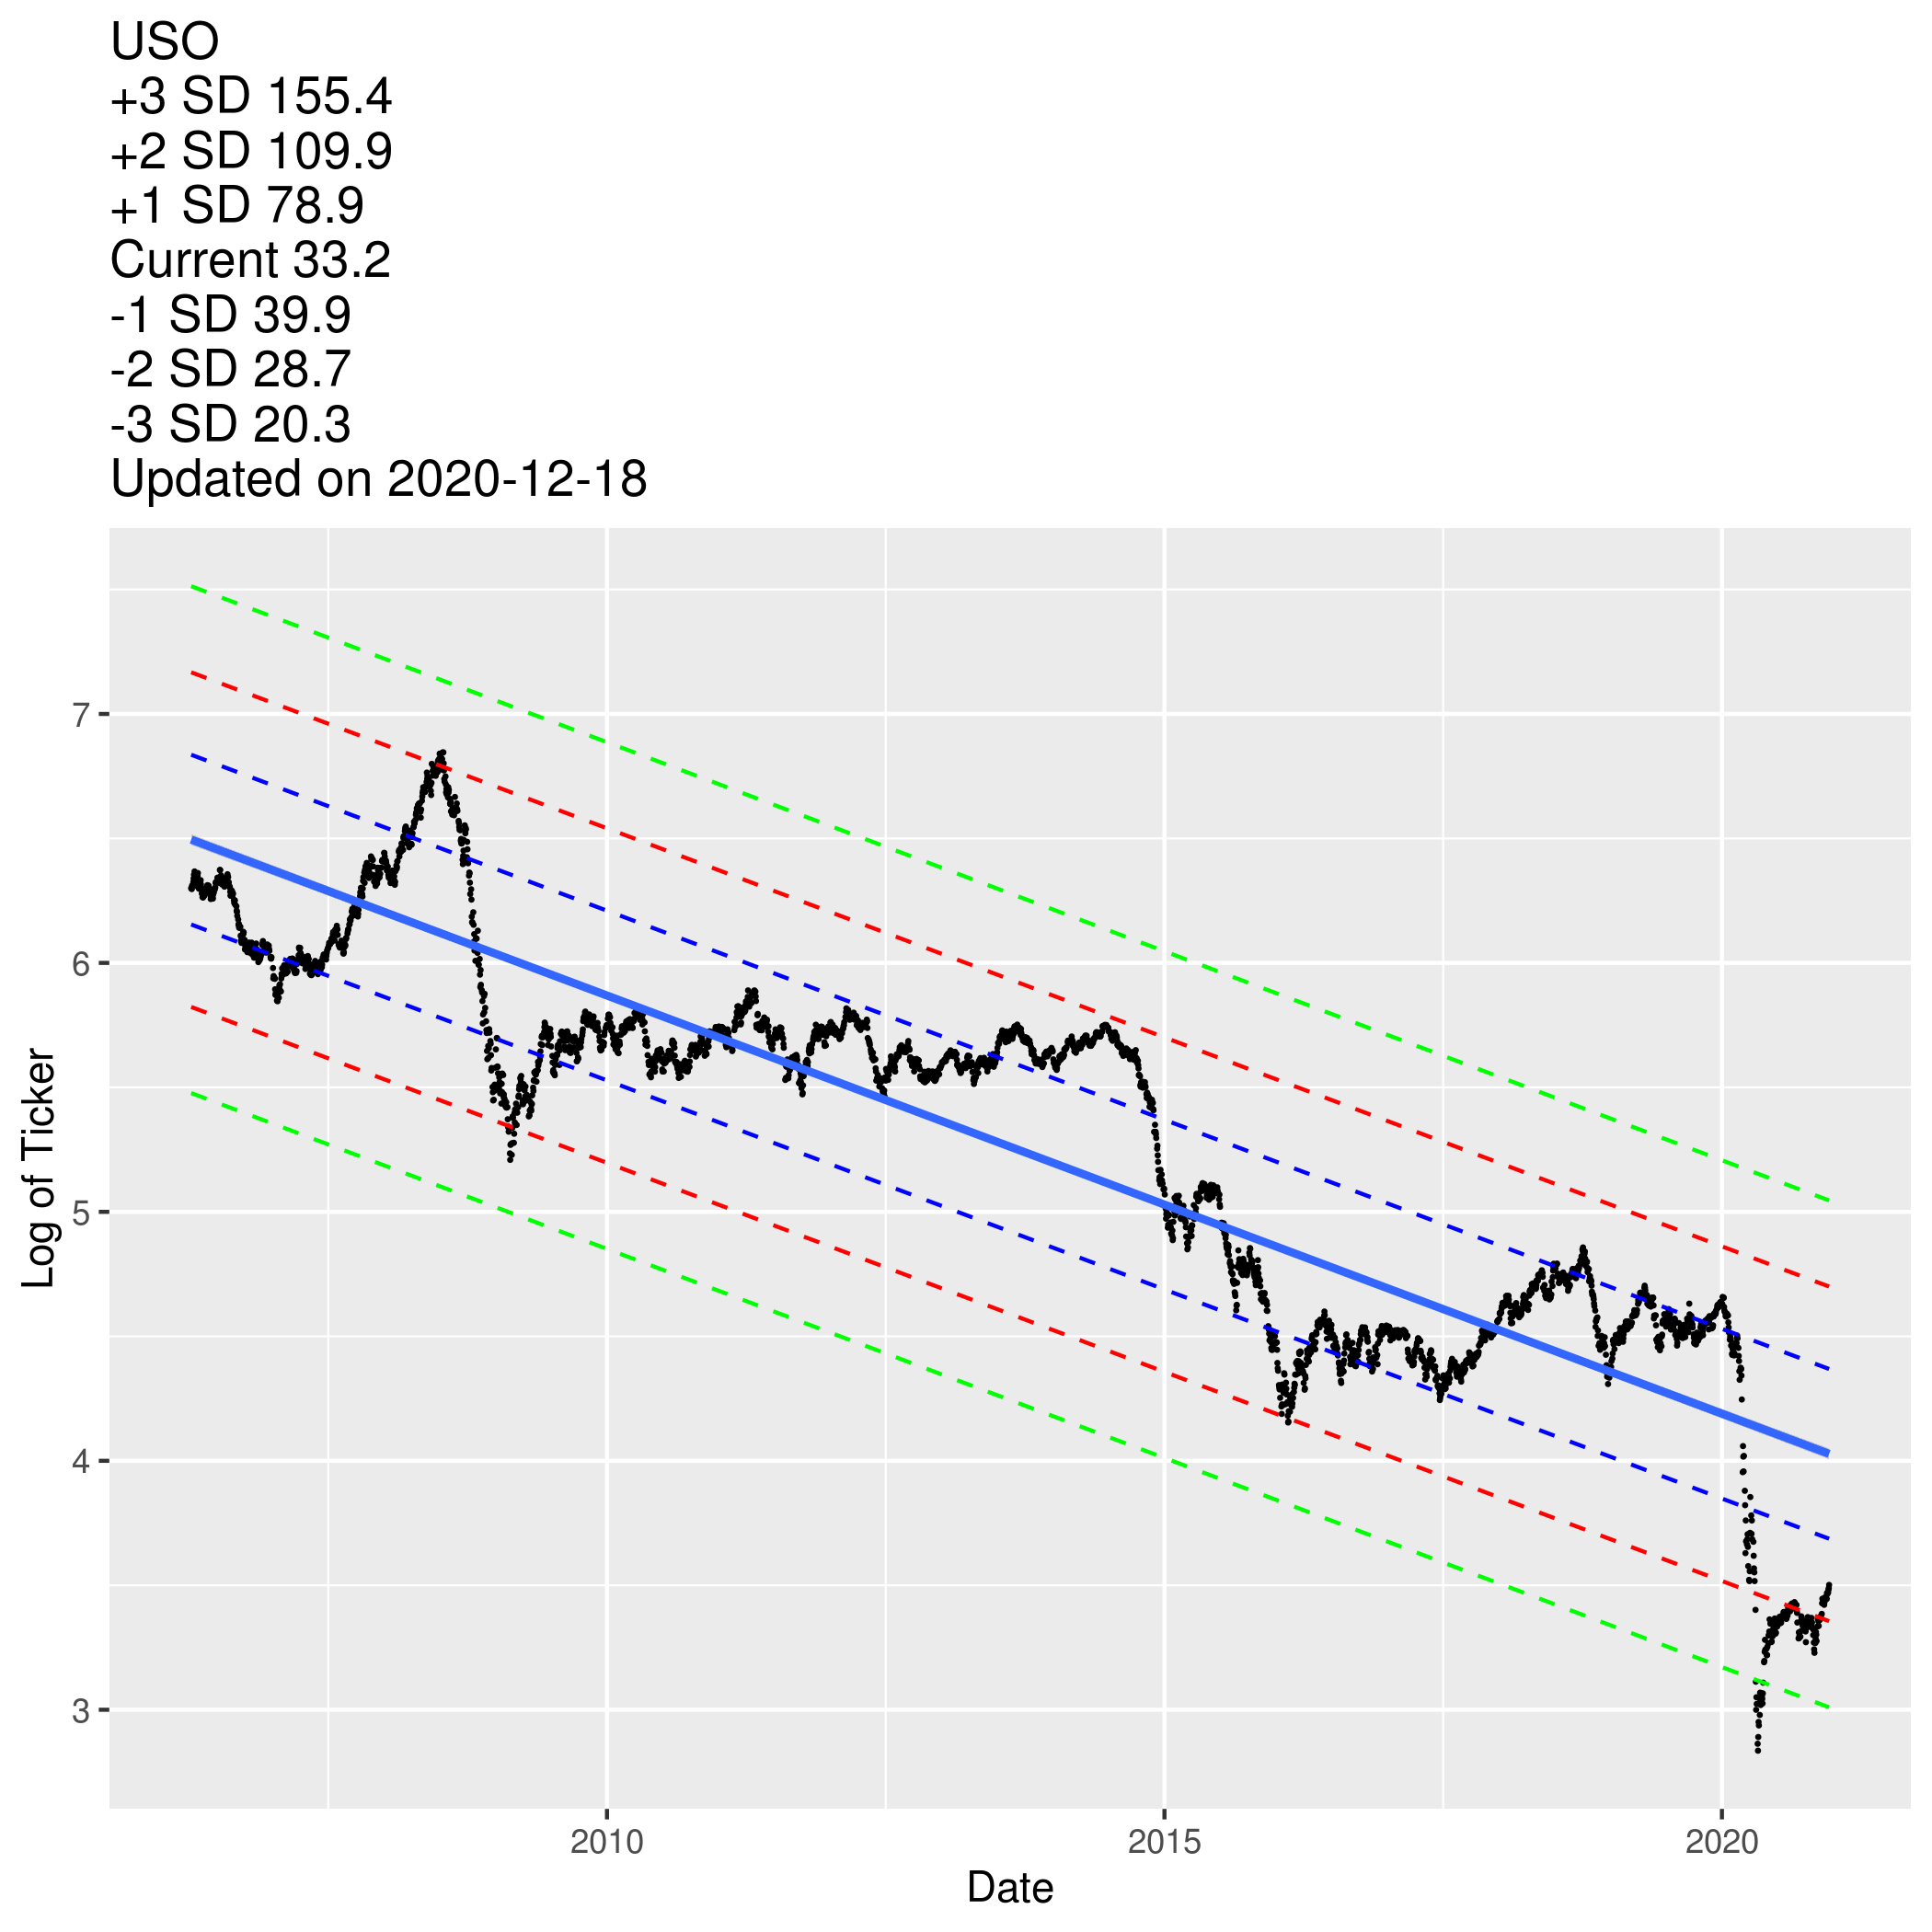 USO
+3 SD 155.4
+2 SD 109.9
+1 SD 78.9
Current 33.2
-1 SD 39.9
-2 SD 28.7
-3 SD 20.3
Updated on 2020-12-18
7
6
5
4
3
Log of Ticker
2010 2015 2020
Date